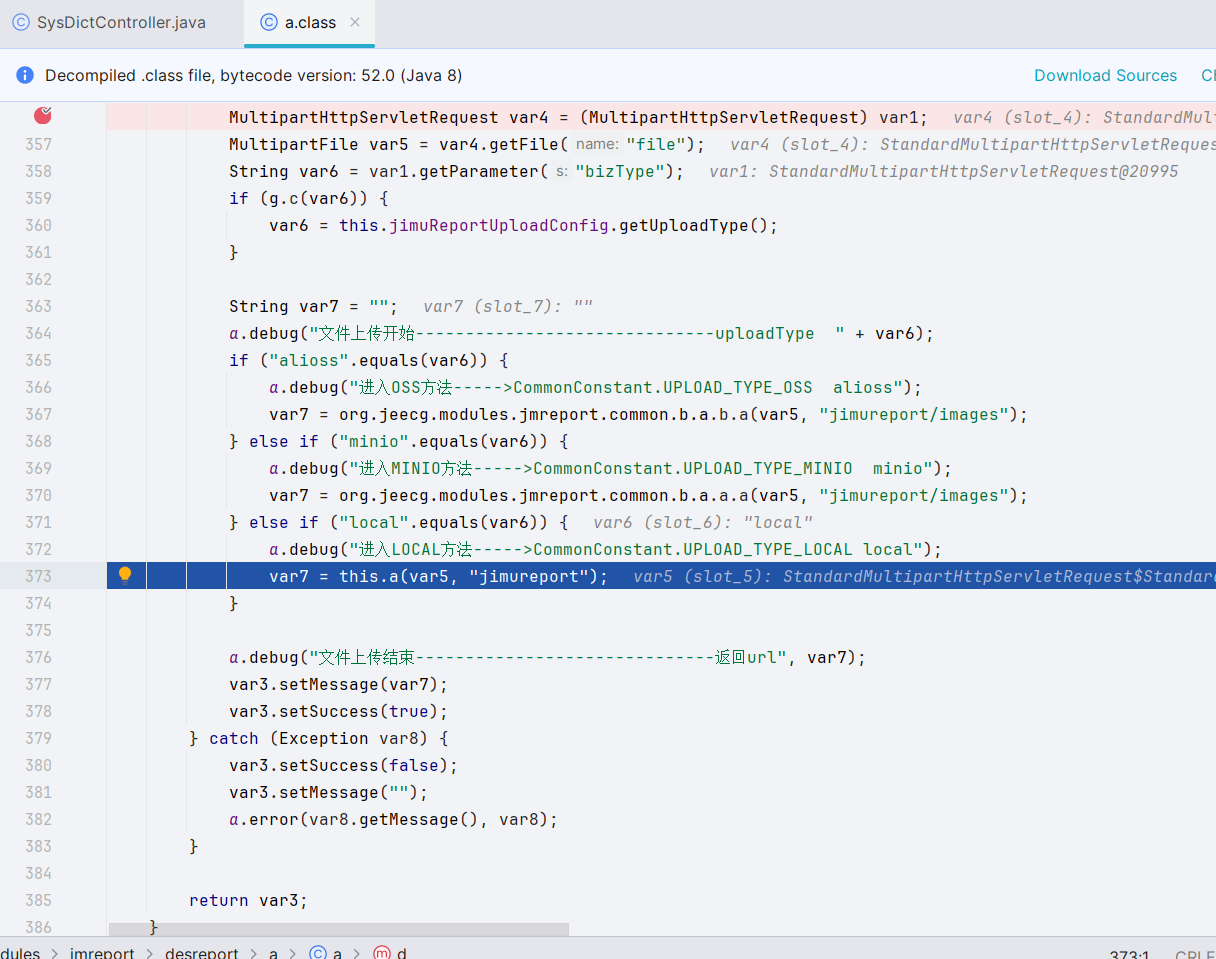 SysDictController.java a.class
Decompiled .class file, bytecode version: 52.0 (Java 8) Download Sources
MultipartHttpServletRequest var4 = (MultipartHttpServletRequest) var1; var4 (slot_4): StandardMult
357 MultipartFile var5 = var4.getFile( name: "file"); var4 (slot_4): StandardMultipartHttpServletReques
358 String var6 = var1.getParameter( s: "bizType"); var1: StandardMultipartHttpServletRequest@20995
359 if (g.c(var6)) {
360 var6 = this.jimuReportUploadConfig.getUploadType();
361 }
362
363 String var7 = ""; var7 (slot_7): ""
364 a.debug("文件上传开始------------------------------uploadType  " + var6);
365 if ("alioss".equals(var6)) {
366 a.debug("进入OSS方法----->CommonConstant.UPLOAD_TYPE_OSS  alioss");
367 var7 = org.jeecg.modules.jmreport.common.b.a.b.a(var5, "jimureport/images");
368 } else if ("minio".equals(var6)) {
369 a.debug("进入MINIO方法----->CommonConstant.UPLOAD_TYPE_MINIO  minio");
370 var7 = org.jeecg.modules.jmreport.common.b.a.a.a(var5, "jimureport/images");
371 } else if ("local".equals(var6)) { var6 (slot_6): "local"
372 a.debug("进入LOCAL方法----->CommonConstant.UPLOAD_TYPE_LOCAL local");
373 var7 = this.a(var5, "jimureport"); var5 (slot_5): StandardMultipartHttpServletRequest$Standard
374 }
375
376 a.debug("文件上传结束------------------------------返回url", var7);
377 var3.setMessage(var7);
378 var3.setSuccess(true);
379 } catch (Exception var8) {
380 var3.setSuccess(false);
381 var3.setMessage("");
382 a.error(var8.getMessage(), var8);
383 }
384
385 return var3;
386 }
dules > jmreport > desreport > a > a > d 373:1 CRLF